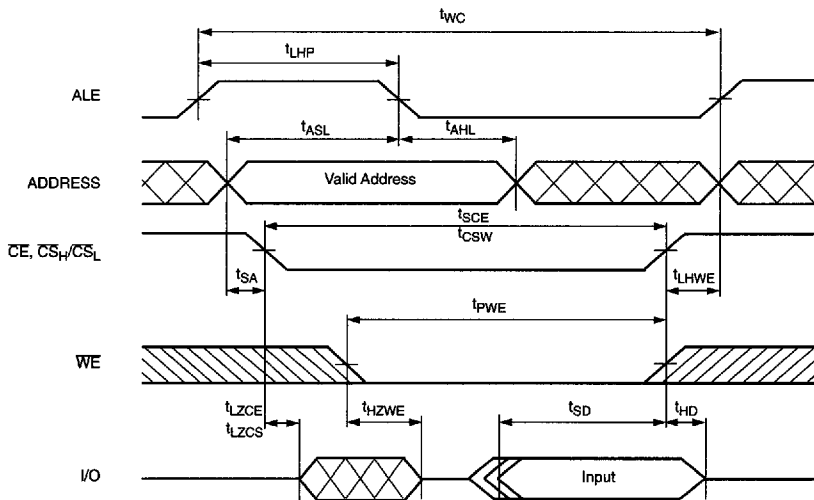 tWC
tLHP
ALE
tASL
tAHL
ADDRESS
Valid Address
tSCE
tCSW
CE, CSH/CSL
tSA
tLHWE
tPWE
WE
tLZCE
tLZCS
tHZWE
tSD
tHD
I/O
Input